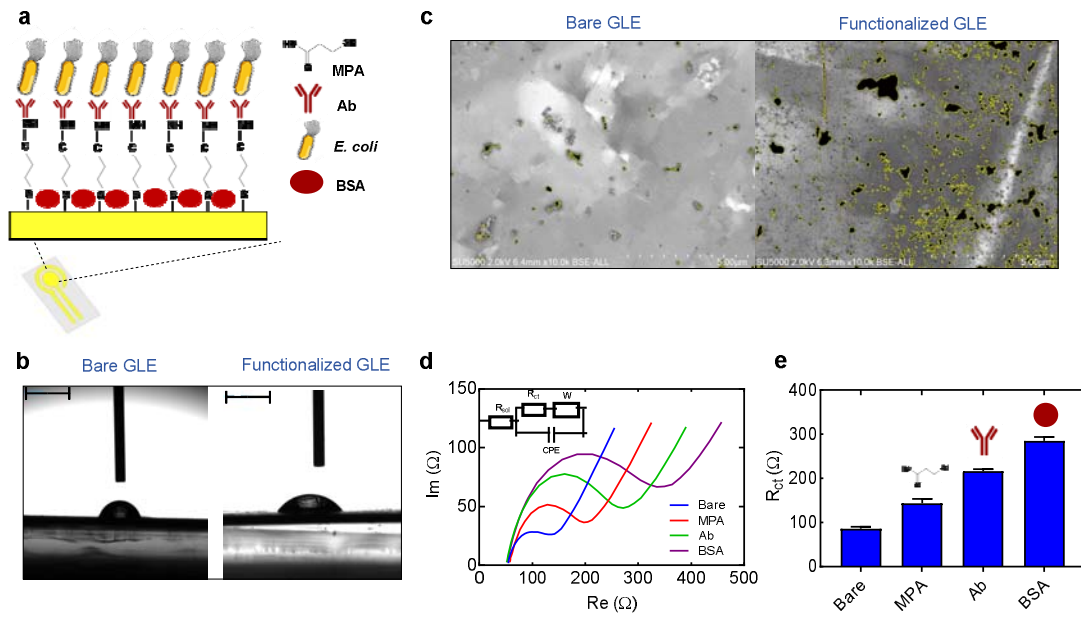 a
MPA
Ab
E. coli
BSA
b
Bare GLE
Functionalized GLE
c
Bare GLE
Functionalized GLE
SU5000 2.0kV 6.4mm x10.0k BSE-ALL
5.00μm
SU5000 2.0kV 6.3mm x10.0k BSE-ALL
5.00μm
d
150
100
50
0
Im (Ω)
0
100
200
300
400
500
Re (Ω)
Rsol
Rct
W
CPE
Bare
MPA
Ab
BSA
e
400
300
200
100
0
Rct (Ω)
Bare
MPA
Ab
BSA